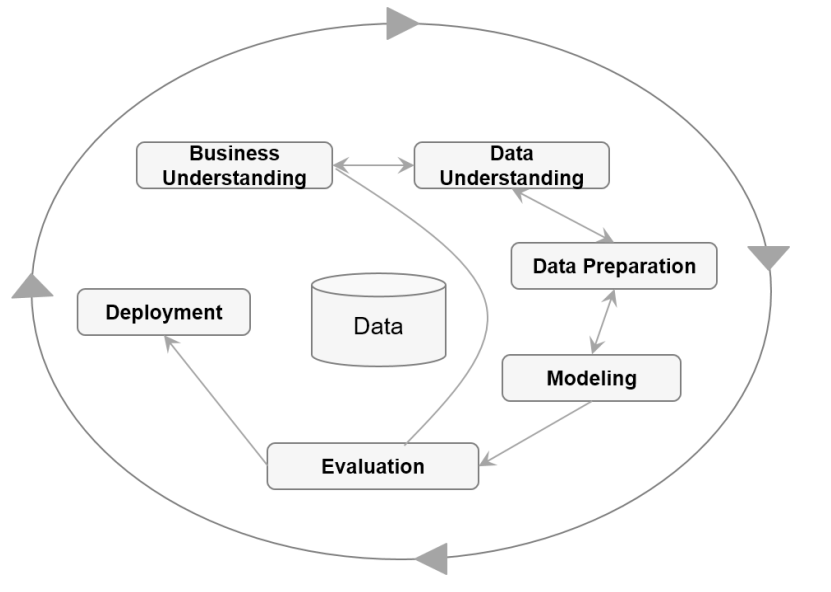 Business
Understanding
Data
Understanding
Data Preparation
Deployment
Data
Modeling
Evaluation